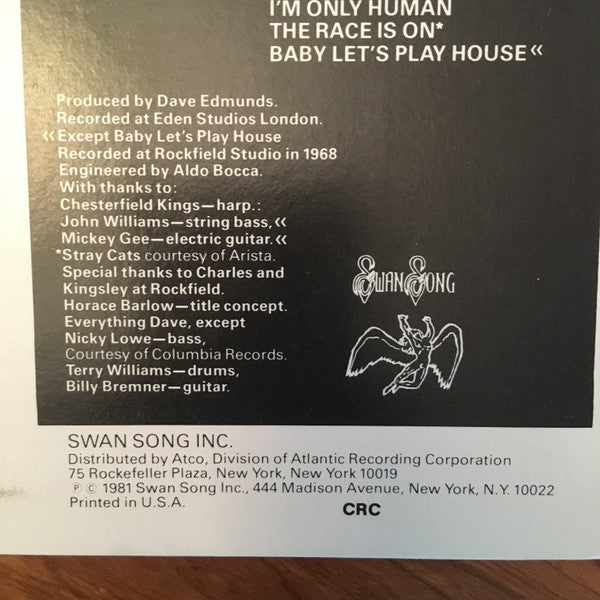 I'M ONLY HUMAN
THE RACE IS ON*
BABY LET'S PLAY HOUSE«
Produced by Dave Edmunds.
Recorded at Eden Studios London.
«Except Baby Let's Play House
Recorded at Rockfield Studio in 1968
Engineered by Aldo Bocca.
With thanks to:
Chesterfield Kings—harp.:
John Williams—string bass,«
Mickey Gee—electric guitar.«
*Stray Cats courtesy of Arista.
Special thanks to Charles and
Kingsley at Rockfield.
Horace Barlow—title concept.
Everything Dave, except
Nicky Lowe—bass,
Courtesy of Columbia Records.
Terry Williams—drums,
Billy Bremner—guitar.
SWAN SONG
SWAN SONG INC.
Distributed by Atco, Division of Atlantic Recording Corporation
75 Rockefeller Plaza, New York, New York 10019
℗ © 1981 Swan Song Inc., 444 Madison Avenue, New York, N.Y. 10022
Printed in U.S.A.
CRC